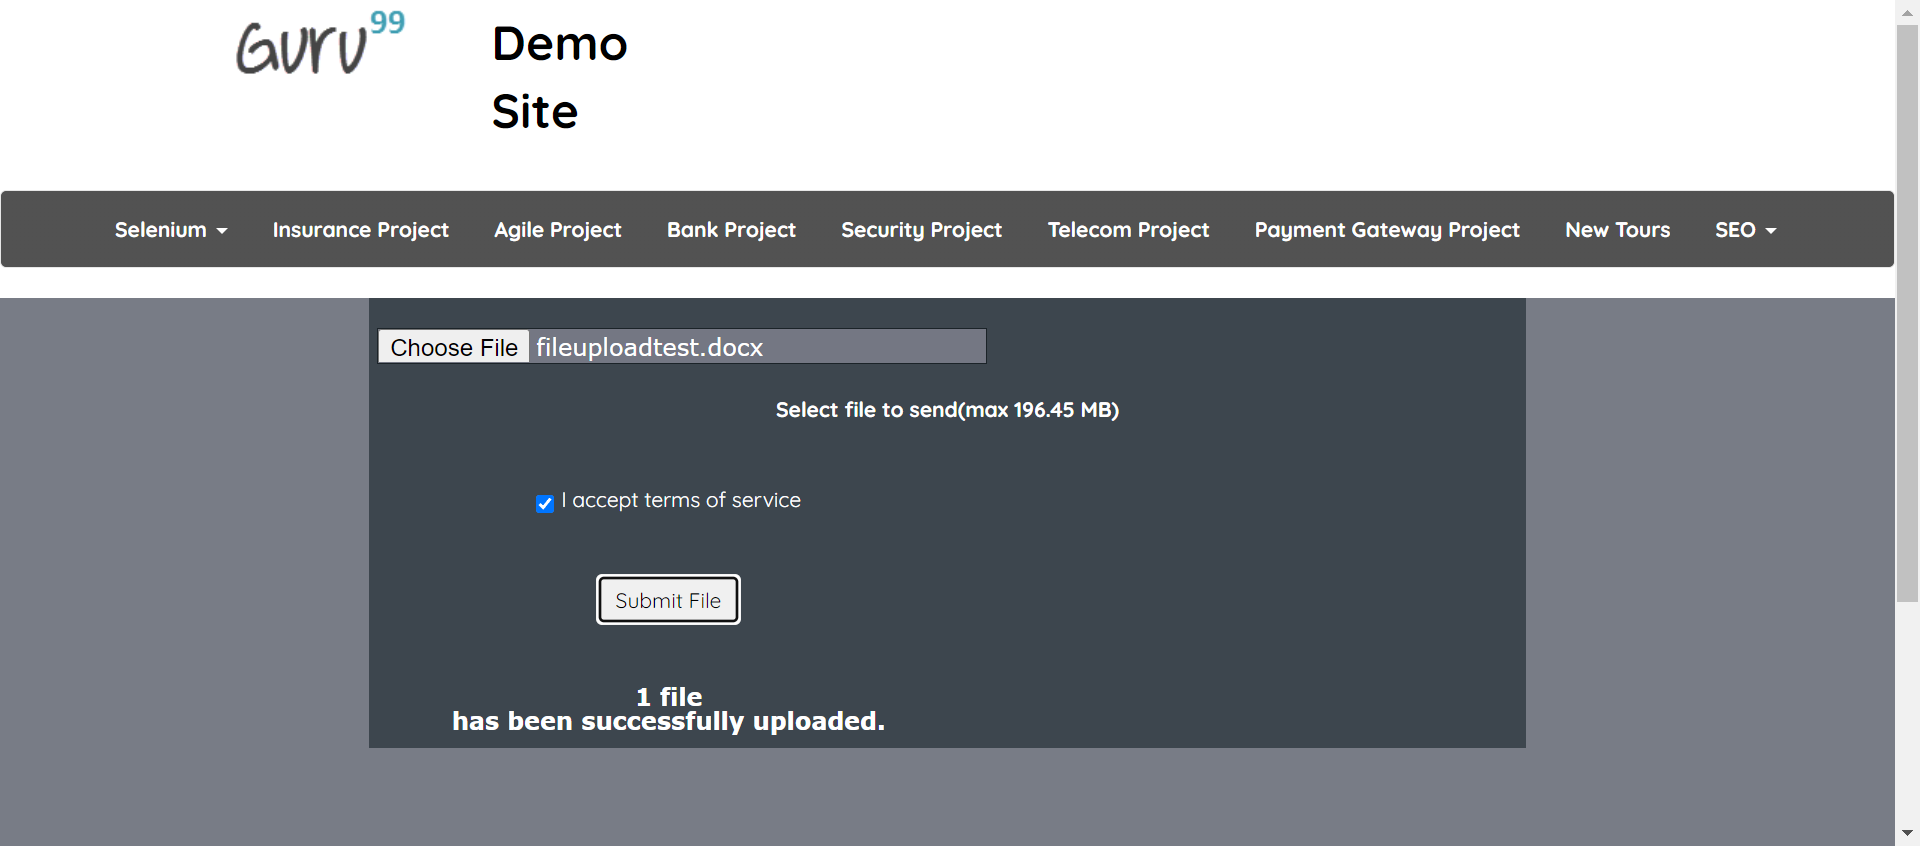 Guru99
Demo
Site
Selenium
Insurance Project
Agile Project
Bank Project
Security Project
Telecom Project
Payment Gateway Project
New Tours
SEO
Choose File fileuploadtest.docx
Select file to send(max 196.45 MB)
I accept terms of service
Submit File
1 file
has been successfully uploaded.